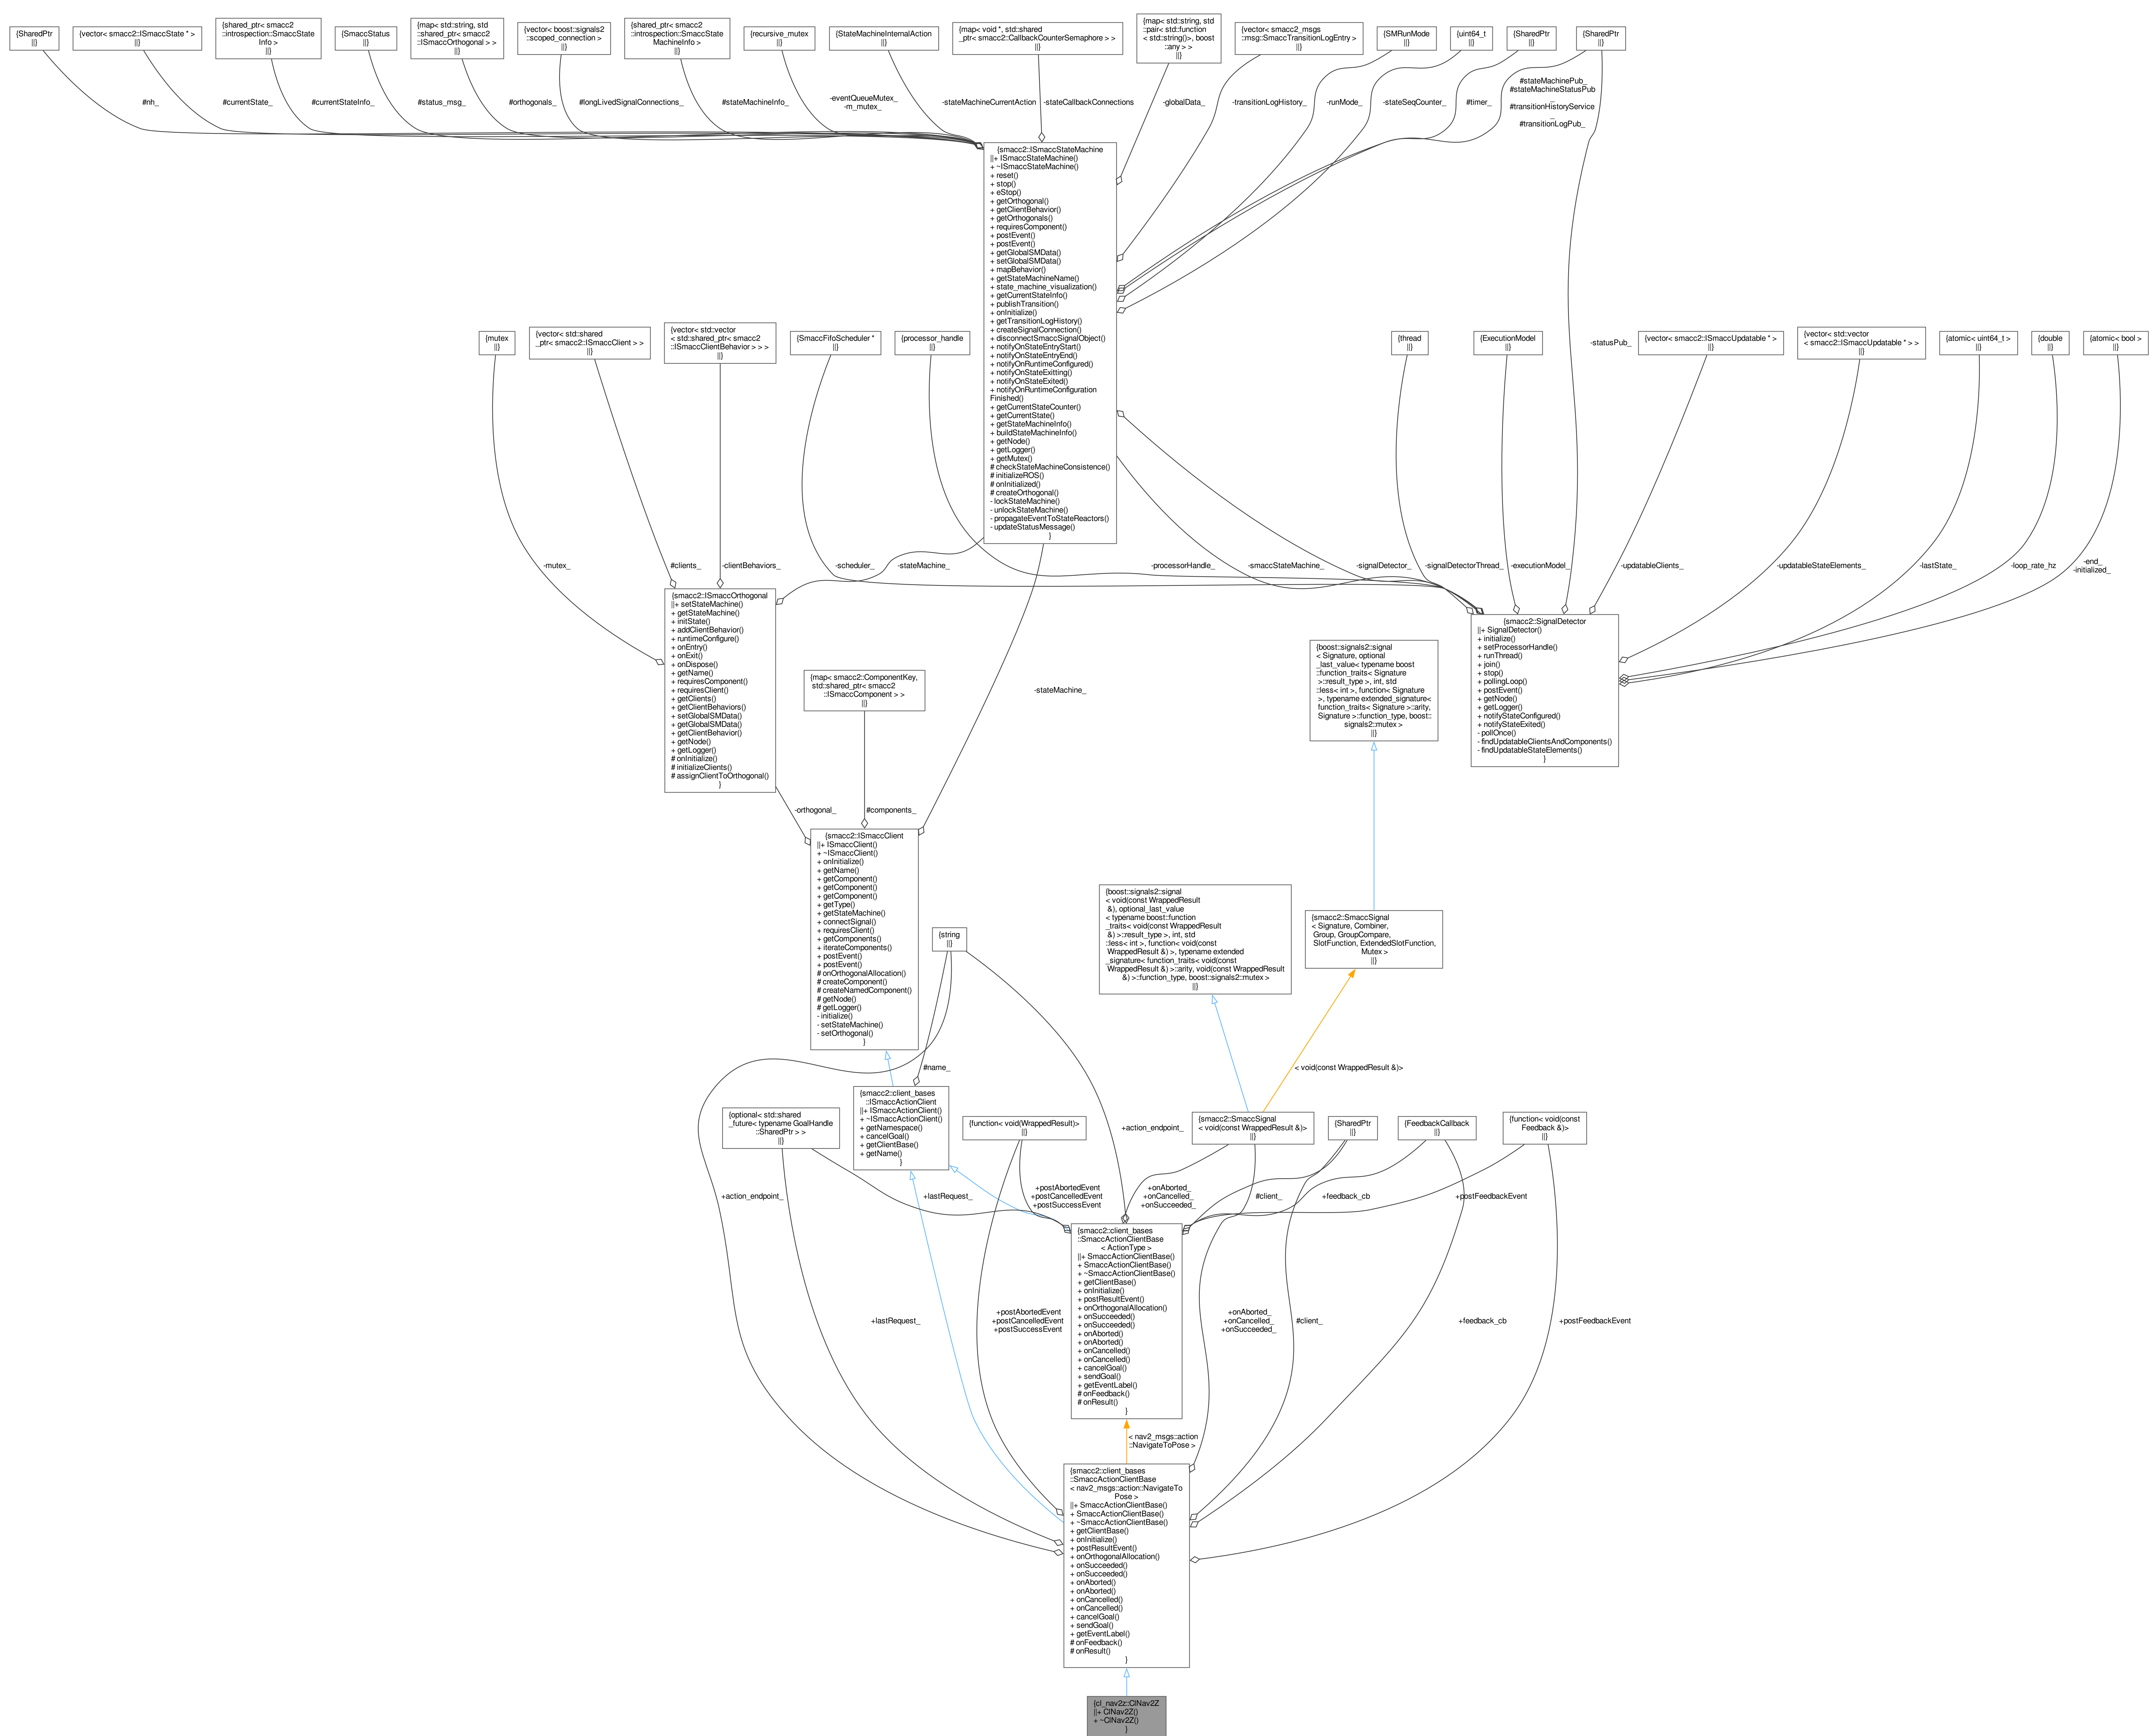 {SharedPtr
||}
{vector< smacc2::ISmaccState * >
||}
{shared_ptr< smacc2
::introspection::SmaccState
Info >
||}
{SmaccStatus
||}
{map< std::string, std
::shared_ptr< smacc2
::ISmaccOrthogonal > >
||}
{vector< boost::signals2
::scoped_connection >
||}
{shared_ptr< smacc2
::introspection::SmaccState
MachineInfo >
||}
{recursive_mutex
||}
{StateMachineInternalAction
||}
{map< void *, std::shared
_ptr< smacc2::CallbackCounterSemaphore > >
||}
{map< std::string, std
::pair< std::function
< std::string()>, boost
::any > >
||}
{vector< smacc2_msgs
::msg::SmaccTransitionLogEntry >
||}
{SMRunMode
||}
{uint64_t
||}
{SharedPtr
||}
{SharedPtr
||}
#nh_
#currentState_
#currentStateInfo_
#status_msg_
#orthogonals_
#longLivedSignalConnections_
#stateMachineInfo_
-eventQueueMutex_
-m_mutex_
-stateMachineCurrentAction
-stateCallbackConnections
-globalData_
-transitionLogHistory_
-runMode_
-stateSeqCounter_
#timer_
#stateMachinePub_
#stateMachineStatusPub
_
#transitionHistoryService
_
#transitionLogPub_
{smacc2::ISmaccStateMachine
||+ ISmaccStateMachine()
+ ~ISmaccStateMachine()
+ reset()
+ stop()
+ eStop()
+ getOrthogonal()
+ getClientBehavior()
+ getOrthogonals()
+ requiresComponent()
+ postEvent()
+ postEvent()
+ getGlobalSMData()
+ setGlobalSMData()
+ mapBehavior()
+ getStateMachineName()
+ state_machine_visualization()
+ getCurrentStateInfo()
+ publishTransition()
+ onInitialize()
+ getTransitionLogHistory()
+ createSignalConnection()
+ disconnectSmaccSignalObject()
+ notifyOnStateEntryStart()
+ notifyOnStateEntryEnd()
+ notifyOnRuntimeConfigured()
+ notifyOnStateExitting()
+ notifyOnStateExited()
+ notifyOnRuntimeConfiguration
Finished()
+ getCurrentStateCounter()
+ getCurrentState()
+ getStateMachineInfo()
+ buildStateMachineInfo()
+ getNode()
+ getLogger()
+ getMutex()
# checkStateMachineConsistence()
# initializeROS()
# onInitialized()
# createOrthogonal()
- lockStateMachine()
- unlockStateMachine()
- propagateEventToStateReactors()
- updateStatusMessage()
}
{mutex
||}
{vector< std::shared
_ptr< smacc2::ISmaccClient > >
||}
{vector< std::vector
< std::shared_ptr< smacc2
::ISmaccClientBehavior > > >
||}
{SmaccFifoScheduler *
||}
{processor_handle
||}
{thread
||}
{ExecutionModel
||}
-statusPub_
{vector< smacc2::ISmaccUpdatable * >
||}
{vector< std::vector
< smacc2::ISmaccUpdatable * > >
||}
{atomic< uint64_t >
||}
{double
||}
{atomic< bool >
||}
-mutex_
#clients_
-clientBehaviors_
-scheduler_
-stateMachine_
-processorHandle_
-smaccStateMachine_
-signalDetector_
-signalDetectorThread_
-executionModel_
-updatableClients_
-updatableStateElements_
-lastState_
-loop_rate_hz
-end_
-initialized_
{smacc2::ISmaccOrthogonal
||+ setStateMachine()
+ getStateMachine()
+ initState()
+ addClientBehavior()
+ runtimeConfigure()
+ onEntry()
+ onExit()
+ onDispose()
+ getName()
+ requiresComponent()
+ requiresClient()
+ getClients()
+ getClientBehaviors()
+ setGlobalSMData()
+ getGlobalSMData()
+ getClientBehavior()
+ getNode()
+ getLogger()
# onInitialize()
# initializeClients()
# assignClientToOrthogonal()
}
{smacc2::SignalDetector
||+ SignalDetector()
+ initialize()
+ setProcessorHandle()
+ runThread()
+ join()
+ stop()
+ pollingLoop()
+ postEvent()
+ getNode()
+ getLogger()
+ notifyStateConfigured()
+ notifyStateExited()
- pollOnce()
- findUpdatableClientsAndComponents()
- findUpdatableStateElements()
}
{map< smacc2::ComponentKey,
std::shared_ptr< smacc2
::ISmaccComponent > >
||}
-stateMachine_
{boost::signals2::signal
< Signature, optional
_last_value< typename boost
::function_traits< Signature
>::result_type >, int, std
::less< int >, function< Signature
>, typename extended_signature<
function_traits< Signature >::arity,
Signature >::function_type, boost::
signals2::mutex >
||}
-orthogonal_
#components_
{smacc2::ISmaccClient
||+ ISmaccClient()
+ ~ISmaccClient()
+ onInitialize()
+ getName()
+ getComponent()
+ getComponent()
+ getComponent()
+ getType()
+ getStateMachine()
+ connectSignal()
+ requiresClient()
+ getComponents()
+ iterateComponents()
+ postEvent()
+ postEvent()
# onOrthogonalAllocation()
# createComponent()
# createNamedComponent()
# getNode()
# getLogger()
- initialize()
- setStateMachine()
- setOrthogonal()
}
{string
||}
{boost::signals2::signal
< void(const WrappedResult
&), optional_last_value
< typename boost::function
_traits< void(const WrappedResult
&) >::result_type >, int, std
::less< int >, function< void(const
WrappedResult &) >, typename extended
_signature< function_traits< void(const
WrappedResult &) >::arity, void(const WrappedResult
&) >::function_type, boost::signals2::mutex >
||}
{smacc2::SmaccSignal
< Signature, Combiner,
Group, GroupCompare,
SlotFunction, ExtendedSlotFunction,
Mutex >
||}
#name_
< void(const WrappedResult &)>
{optional< std::shared
_future< typename GoalHandle
::SharedPtr > >
||}
{smacc2::client_bases
::ISmaccActionClient
||+ ISmaccActionClient()
+ ~ISmaccActionClient()
+ getNamespace()
+ cancelGoal()
+ getClientBase()
+ getName()
}
{function< void(WrappedResult)>
||}
+action_endpoint_
{smacc2::SmaccSignal
< void(const WrappedResult &)>
||}
{SharedPtr
||}
{FeedbackCallback
||}
{function< void(const
Feedback &)>
||}
+action_endpoint_
+lastRequest_
+postAbortedEvent
+postCancelledEvent
+postSuccessEvent
+onAborted_
+onCancelled_
+onSucceeded_
#client_
+feedback_cb
+postFeedbackEvent
{smacc2::client_bases
::SmaccActionClientBase
< ActionType >
||+ SmaccActionClientBase()
+ SmaccActionClientBase()
+ ~SmaccActionClientBase()
+ getClientBase()
+ onInitialize()
+ postResultEvent()
+ onOrthogonalAllocation()
+ onSucceeded()
+ onSucceeded()
+ onAborted()
+ onAborted()
+ onCancelled()
+ onCancelled()
+ cancelGoal()
+ sendGoal()
+ getEventLabel()
# onFeedback()
# onResult()
}
+lastRequest_
+postAbortedEvent
+postCancelledEvent
+postSuccessEvent
+onAborted_
+onCancelled_
+onSucceeded_
#client_
+feedback_cb
+postFeedbackEvent
< nav2_msgs::action
::NavigateToPose >
{smacc2::client_bases
::SmaccActionClientBase
< nav2_msgs::action::NavigateTo
Pose >
||+ SmaccActionClientBase()
+ SmaccActionClientBase()
+ ~SmaccActionClientBase()
+ getClientBase()
+ onInitialize()
+ postResultEvent()
+ onOrthogonalAllocation()
+ onSucceeded()
+ onSucceeded()
+ onAborted()
+ onAborted()
+ onCancelled()
+ onCancelled()
+ cancelGoal()
+ sendGoal()
+ getEventLabel()
# onFeedback()
# onResult()
}
{cl_nav2z::ClNav2Z
||+ ClNav2Z()
+ ~ClNav2Z()
}